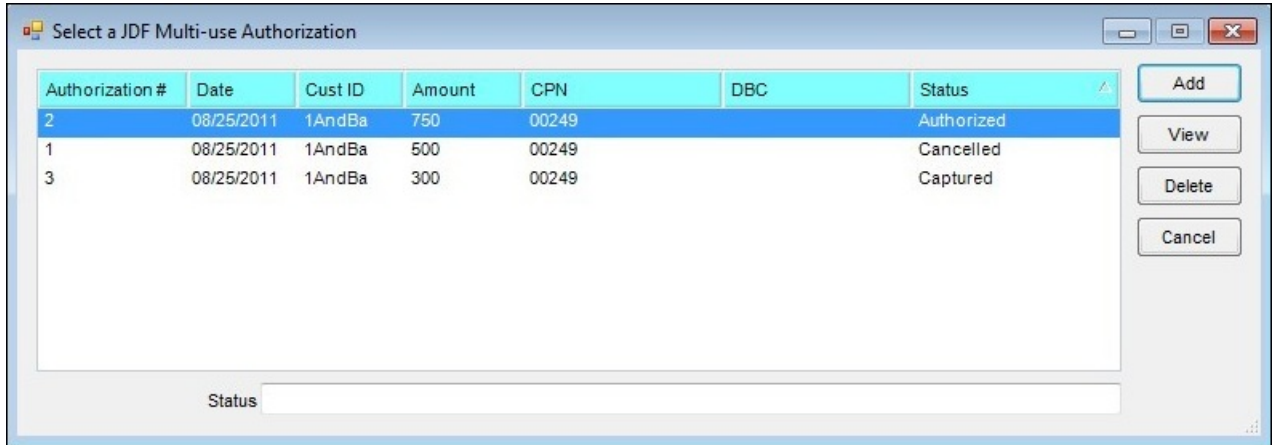 Select a JDF Multi-use Authorization
Authorization # Date Cust ID Amount CPN DBC Status Add
2 08/25/2011 1AndBa 750 00249 Authorized
1 08/25/2011 1AndBa 500 00249 Cancelled View
3 08/25/2011 1AndBa 300 00249 Captured Delete
Cancel
Status